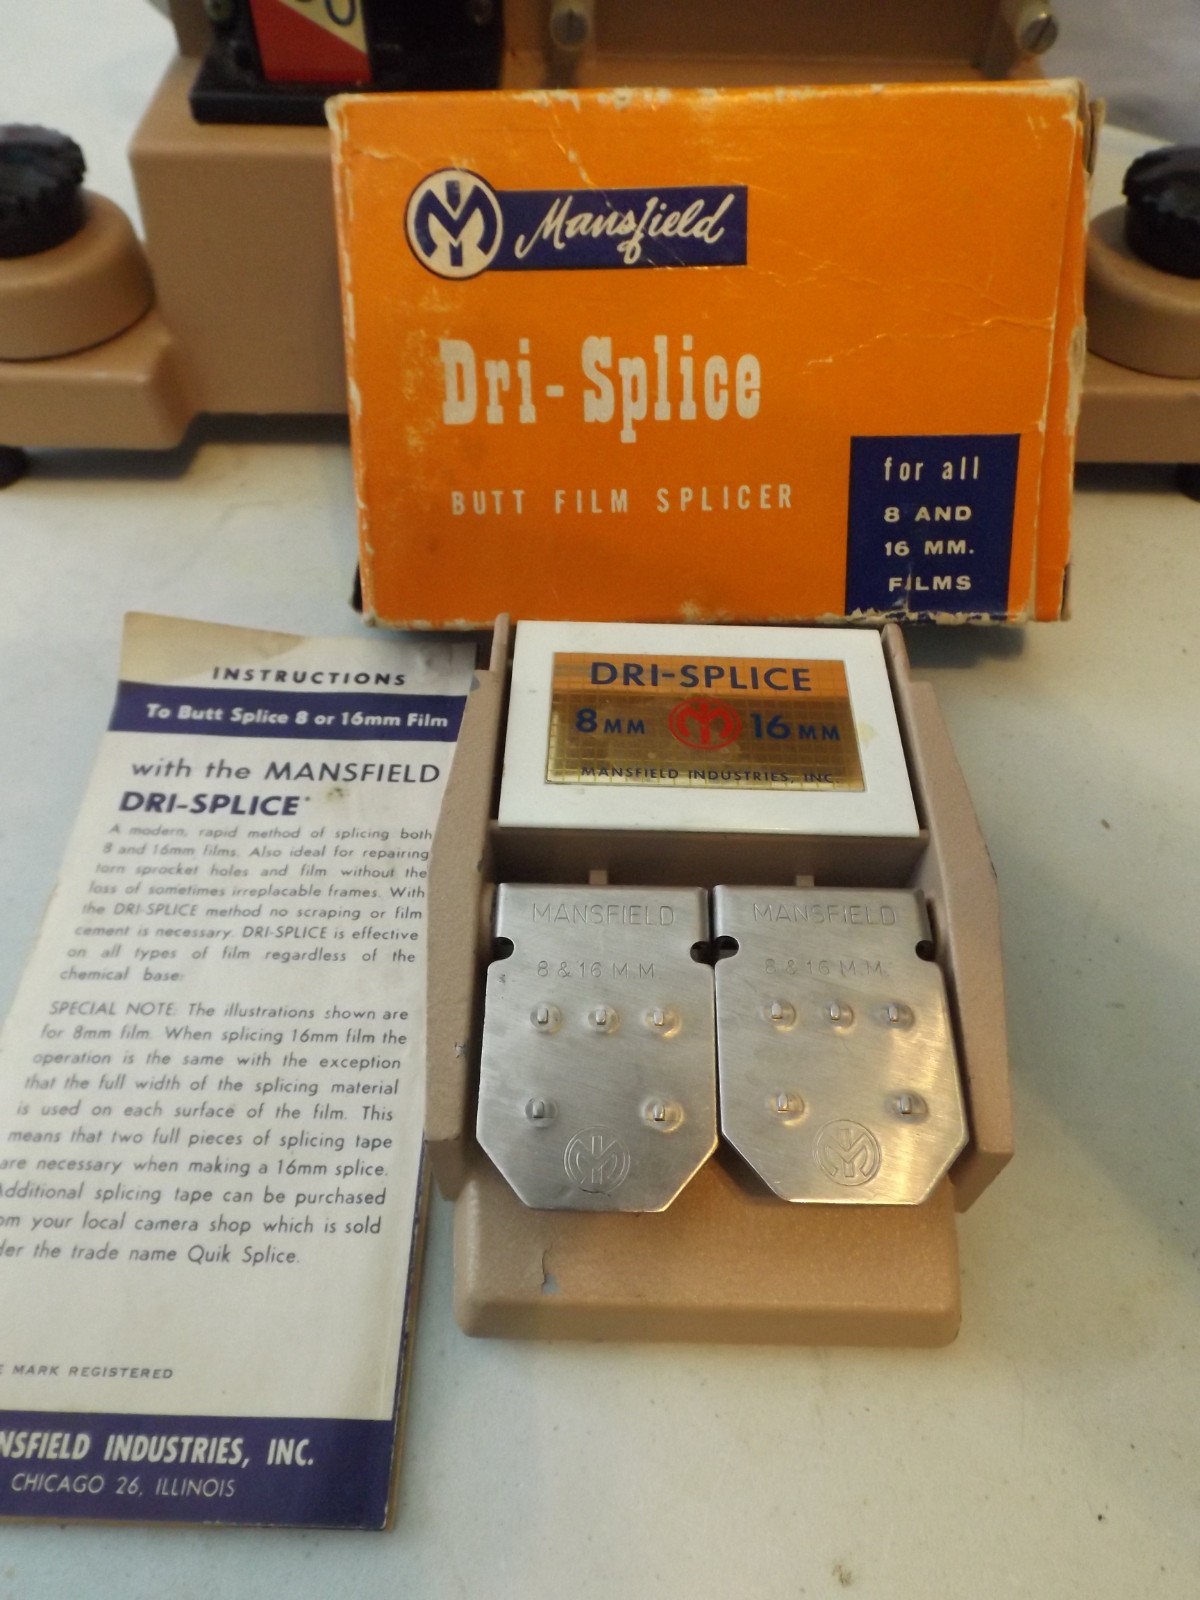 Mansfield
Dri-Splice
BUTT FILM SPLICER
for all
8 AND
16 MM.
FILMS
INSTRUCTIONS
To Butt Splice 8 or 16mm Film
with the MANSFIELD
DRI-SPLICE
A modern, rapid method of splicing both
8 and 16mm films. Also ideal for repairing
torn sprocket holes and film without the
loss of sometimes irreplacable frames. With
the DRI-SPLICE method no scraping or film
cement is necessary. DRI-SPLICE is effective
on all types of film regardless of the
chemical base.
SPECIAL NOTE: The illustrations shown are
for 8mm film. When splicing 16mm film the
operation is the same with the exception
that the full width of the splicing material
is used on each surface of the film. This
means that two full pieces of splicing tape
are necessary when making a 16mm splice.
Additional splicing tape can be purchased
your local camera shop which is sold
the trade name Quik Splice.
MARK REGISTERED
INDUSTRIES, INC.
CHICAGO 26, ILLINOIS
DRI-SPLICE
8MM 16MM
MANSFIELD INDUSTRIES, INC.
MANSFIELD
8 & 16 M.M
MANSFIELD
8 & 16 M.M